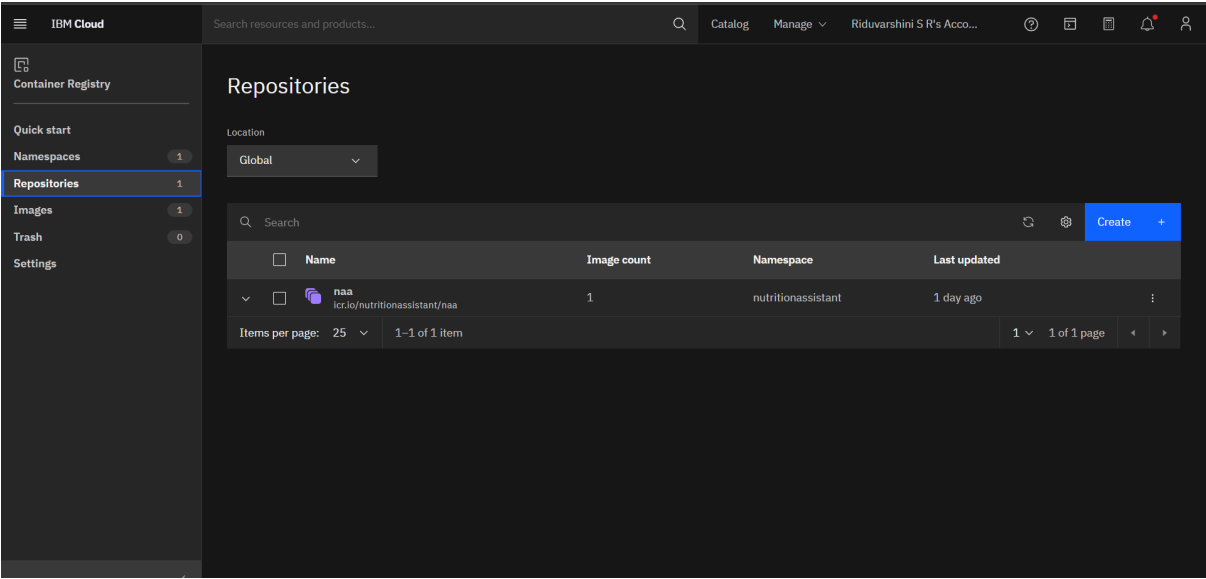 IBM Cloud
Search resources and products...
Catalog
Manage
Riduvarshini S R's Acco...
Container Registry
Quick start
Namespaces 1
Repositories 1
Images 1
Trash 0
Settings
Repositories
Location
Global
Search
Create +
Name Image count Namespace Last updated
naa
icr.io/nutritionassistant/naa
1 nutritionassistant 1 day ago
Items per page: 25 1–1 of 1 item 1 1 of 1 page